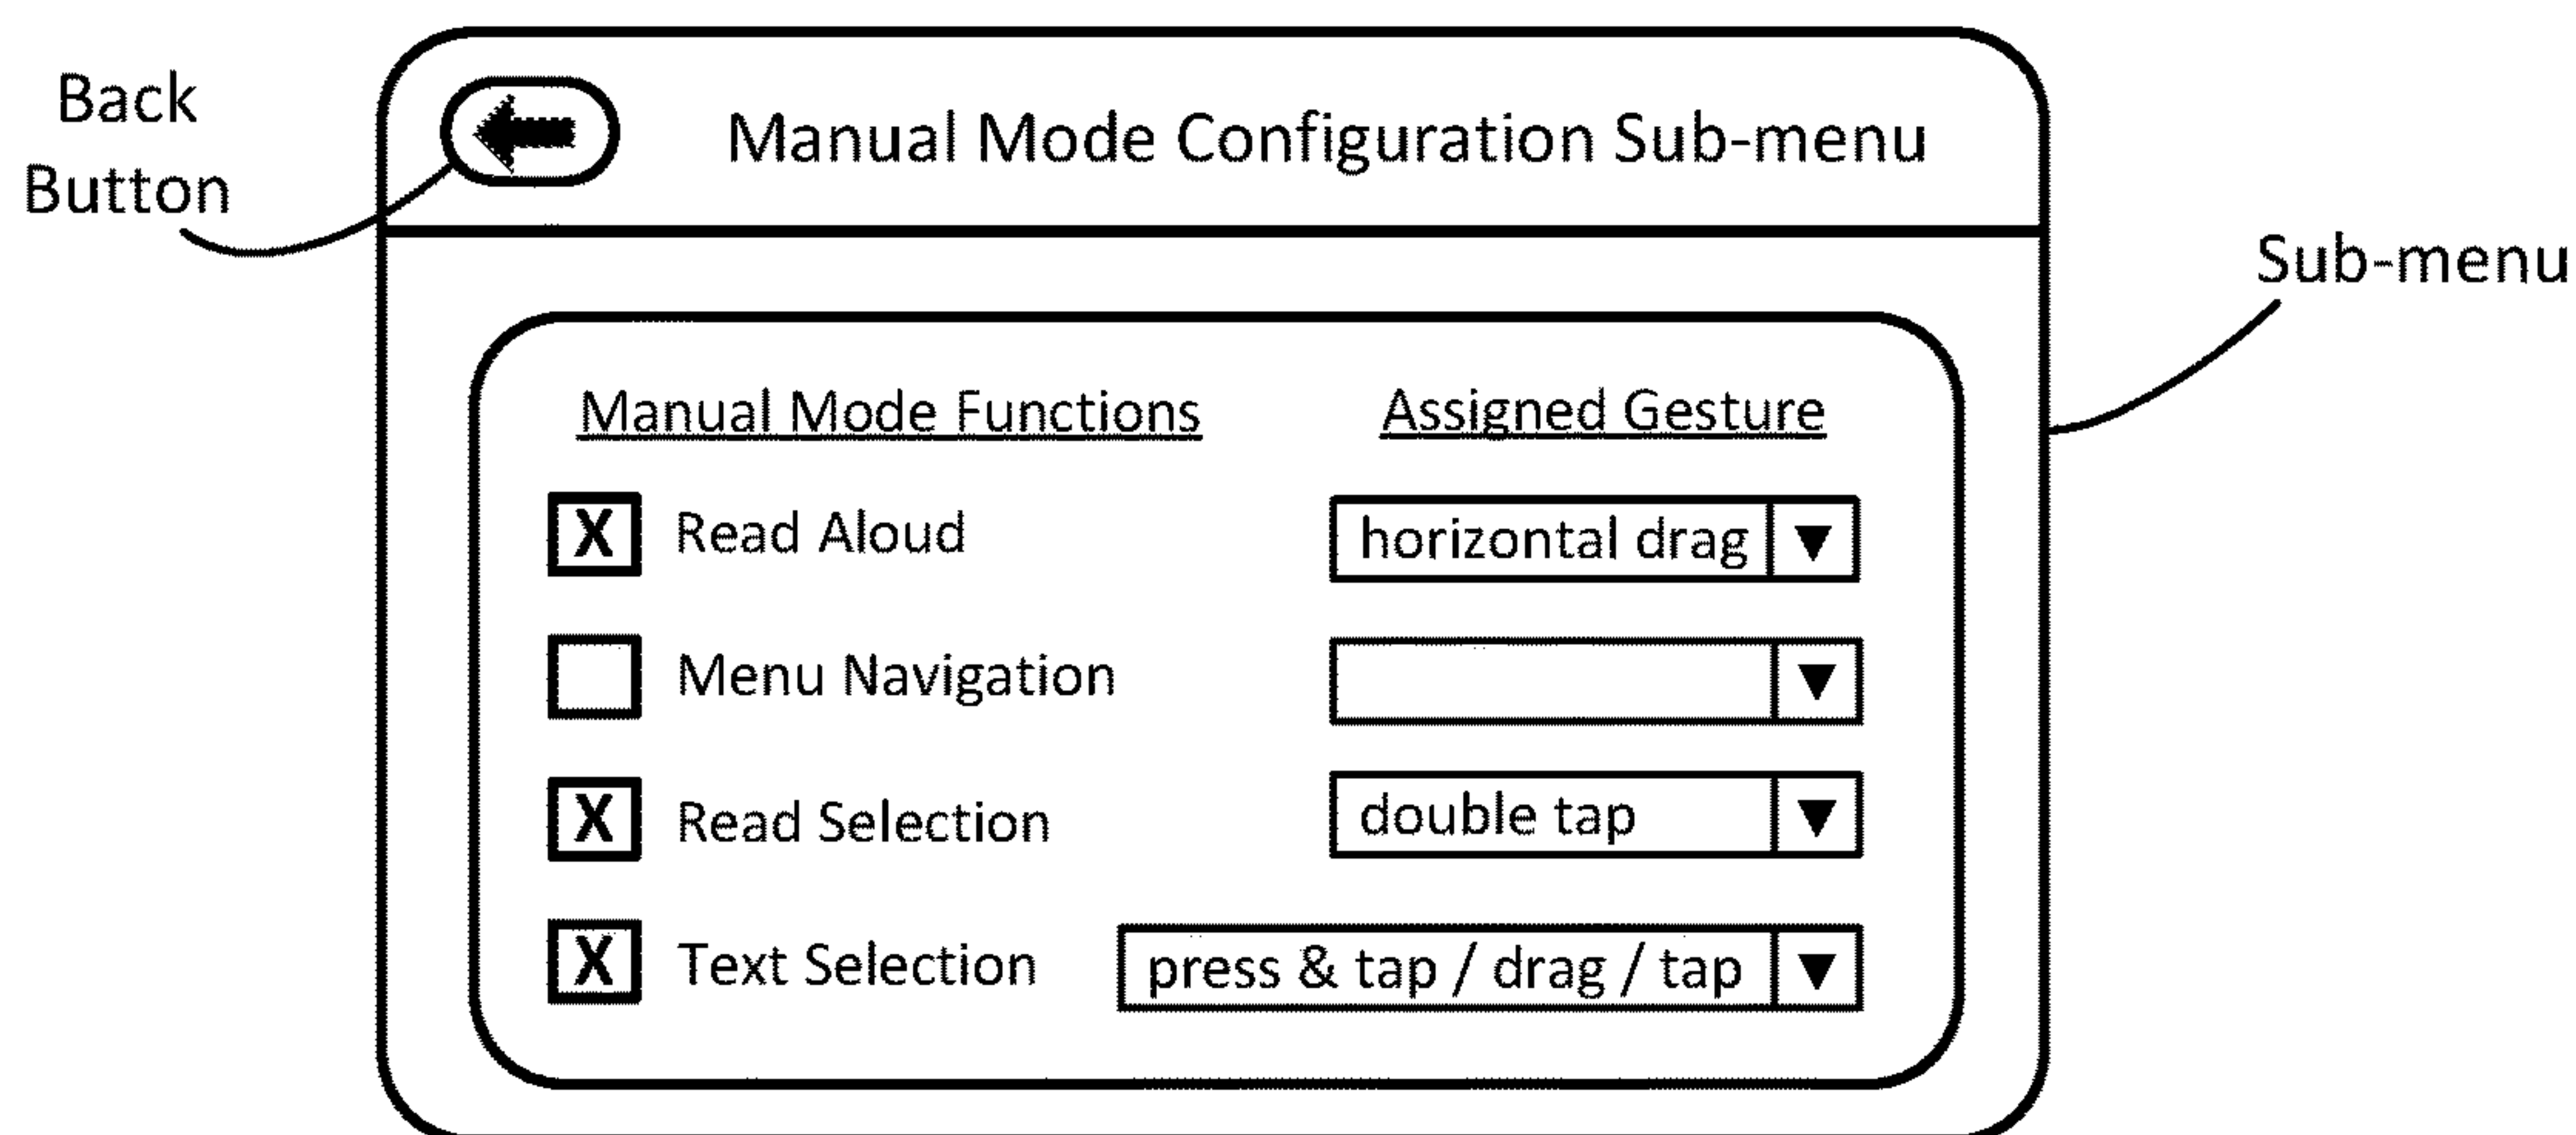 Back
Button
Manual Mode Configuration Sub-menu
Sub-menu
Manual Mode Functions Assigned Gesture
X Read Aloud horizontal drag
Menu Navigation
X Read Selection double tap
X Text Selection press & tap / drag / tap